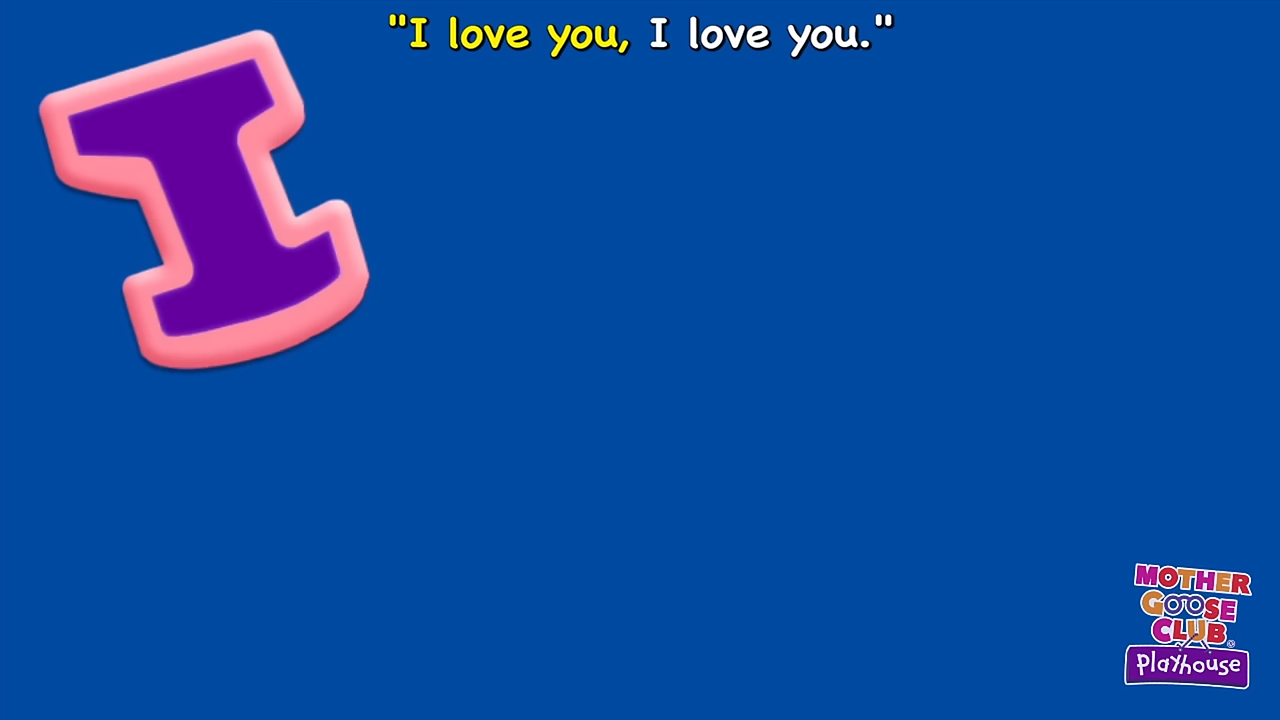 "I love you, I love you."
I
MOTHER
GOOSE
CLUB
Playhouse